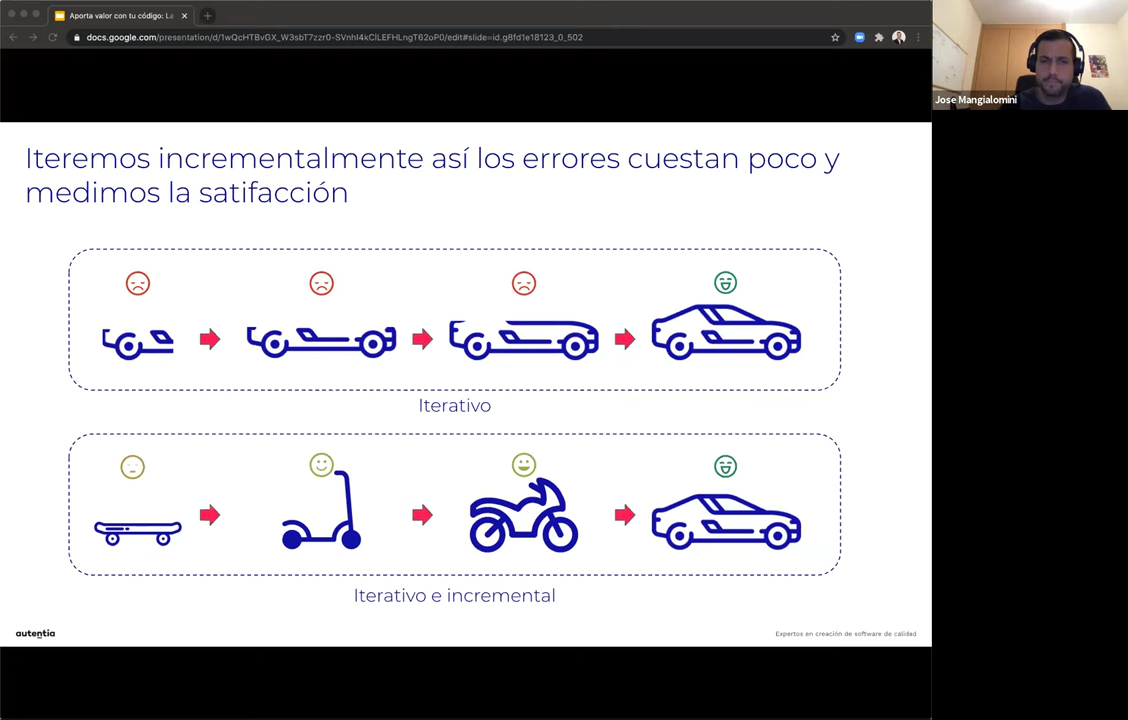 Aporta valor con tu código: La
docs.google.com/presentation/d/1wQcHTBvGX_W3sbT7zzr0-SVnhI4kClLEFHLngT62oP0/edit#slide=id.g8fd1e18123_0_502
Jose Mangialomini
Iteremos incrementalmente así los errores cuestan poco y
medimos la satifacción
Iterativo
Iterativo e incremental
autentia
Expertos en creación de software de calidad